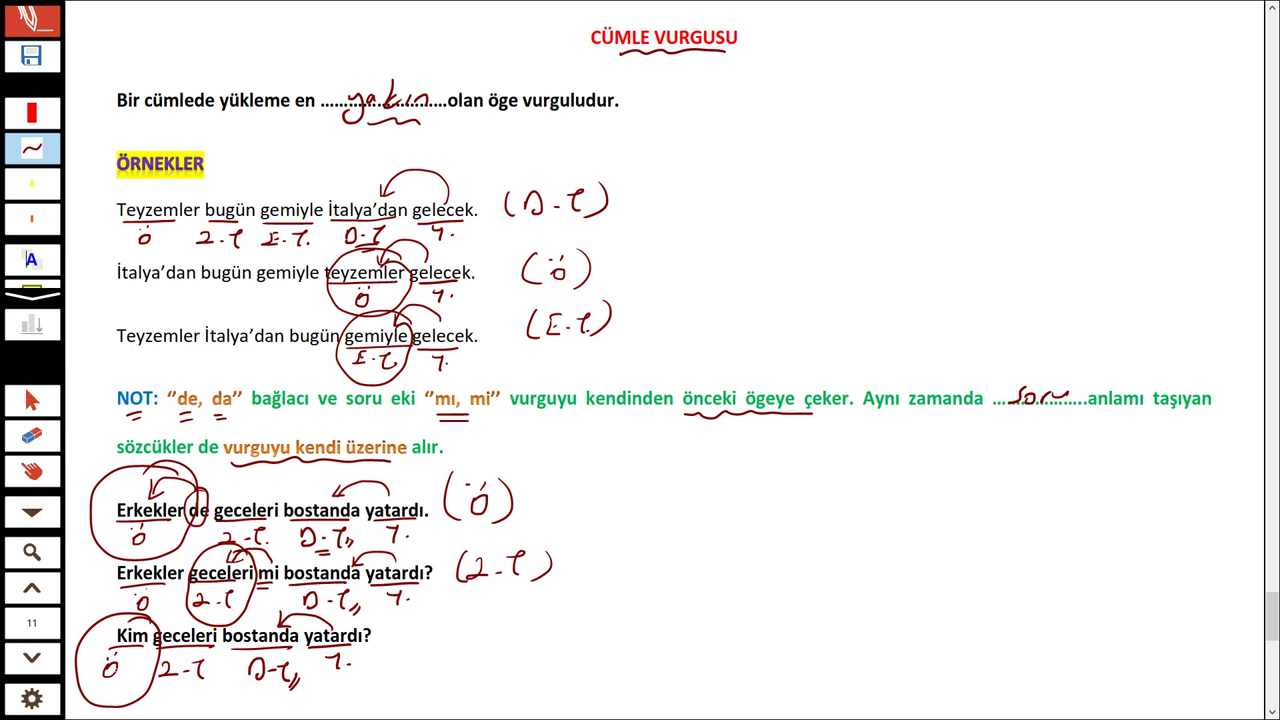 CÜMLE VURGUSU
Bir cümlede yükleme en ...yakın...olan öge vurguludur.
ÖRNEKLER
Teyzemler bugün gemiyle İtalya’dan gelecek. (D.T)
Ö Z.T E.T. D.T Y.
İtalya’dan bugün gemiyle teyzemler gelecek. (Ö)
Ö Y.
Teyzemler İtalya’dan bugün gemiyle gelecek. (E.T.)
E.T. Y.
NOT: ‘’de, da’’ bağlacı ve soru eki ‘’mı, mi’’ vurguyu kendinden önceki ögeye çeker. Aynı zamanda ...soru...anlamı taşıyan
sözcükler de vurguyu kendi üzerine alır.
Erkekler de geceleri bostanda yatardı. (Ö)
Ö Z.T. D.T Y.
Erkekler geceleri mi bostanda yatardı? (Z.T)
Ö Z.T D.T Y.
Kim geceleri bostanda yatardı?
Ö Z.T D-T Y.
A
11